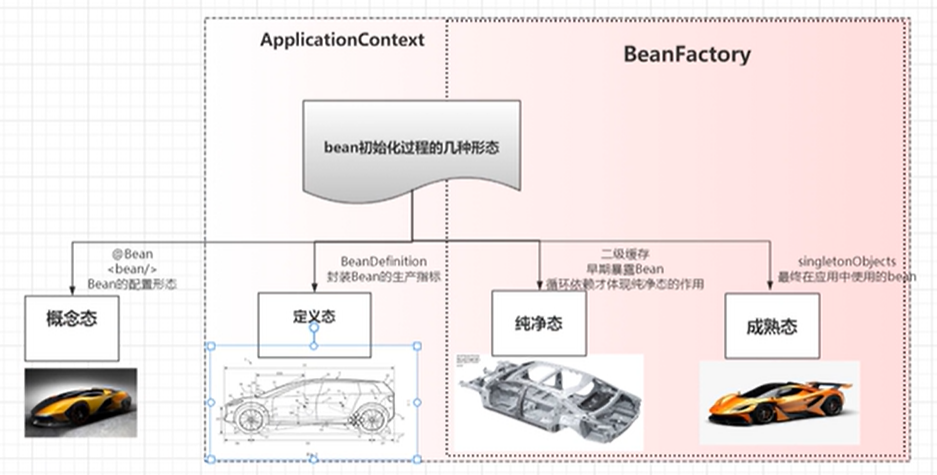 ApplicationContext
BeanFactory
bean初始化过程的几种形态
@Bean
<bean/>
Bean的配置形态
BeanDefinition
封装Bean的生产指标
二级缓存
早期暴露Bean
循环依赖才体现纯净态的作用
singletonObjects
最终在应用中使用的bean
概念态
定义态
纯净态
成熟态